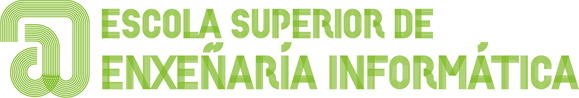 ESCOLA SUPERIOR DE
ENXEÑARÍA INFORMÁTICA